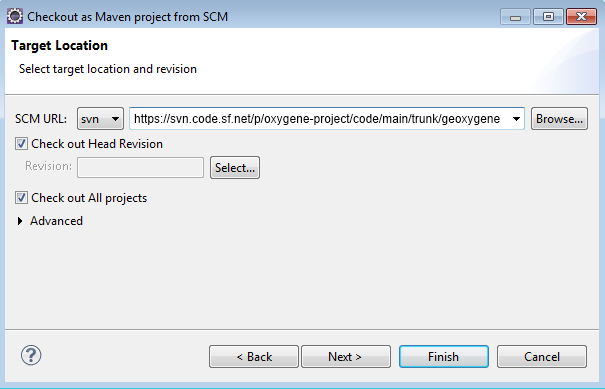 Checkout as Maven project from SCM
Target Location
Select target location and revision
SCM URL: svn https://svn.code.sf.net/p/oxygene-project/code/main/trunk/geoxygene Browse...
Check out Head Revision
Revision: Select...
Check out All projects
Advanced
? < Back Next > Finish Cancel